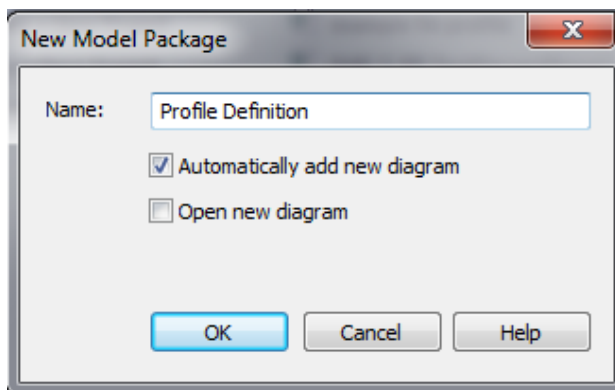 New Model Package
Name: Profile Definition
Automatically add new diagram
Open new diagram
OK Cancel Help